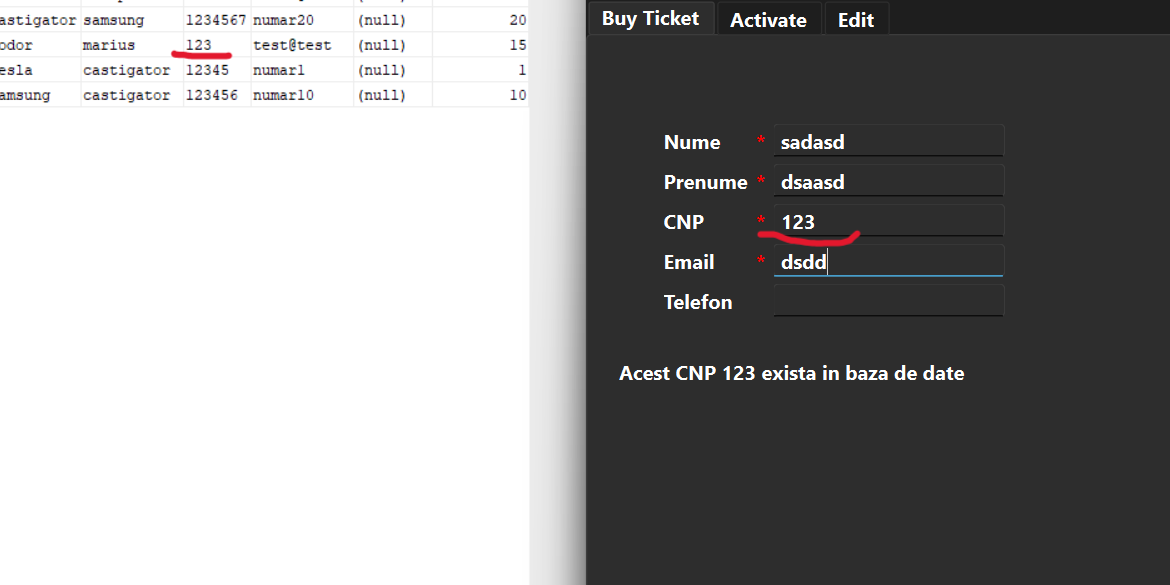 astigator samsung 1234567 numar20 (null) 20
odor marius 123 test@test (null) 15
esla castigator 12345 numar1 (null) 1
amsung castigator 123456 numar10 (null) 10
Buy Ticket Activate Edit
Nume * sadasd
Prenume * dsaasd
CNP * 123
Email * dsdd
Telefon
Acest CNP 123 exista in baza de date